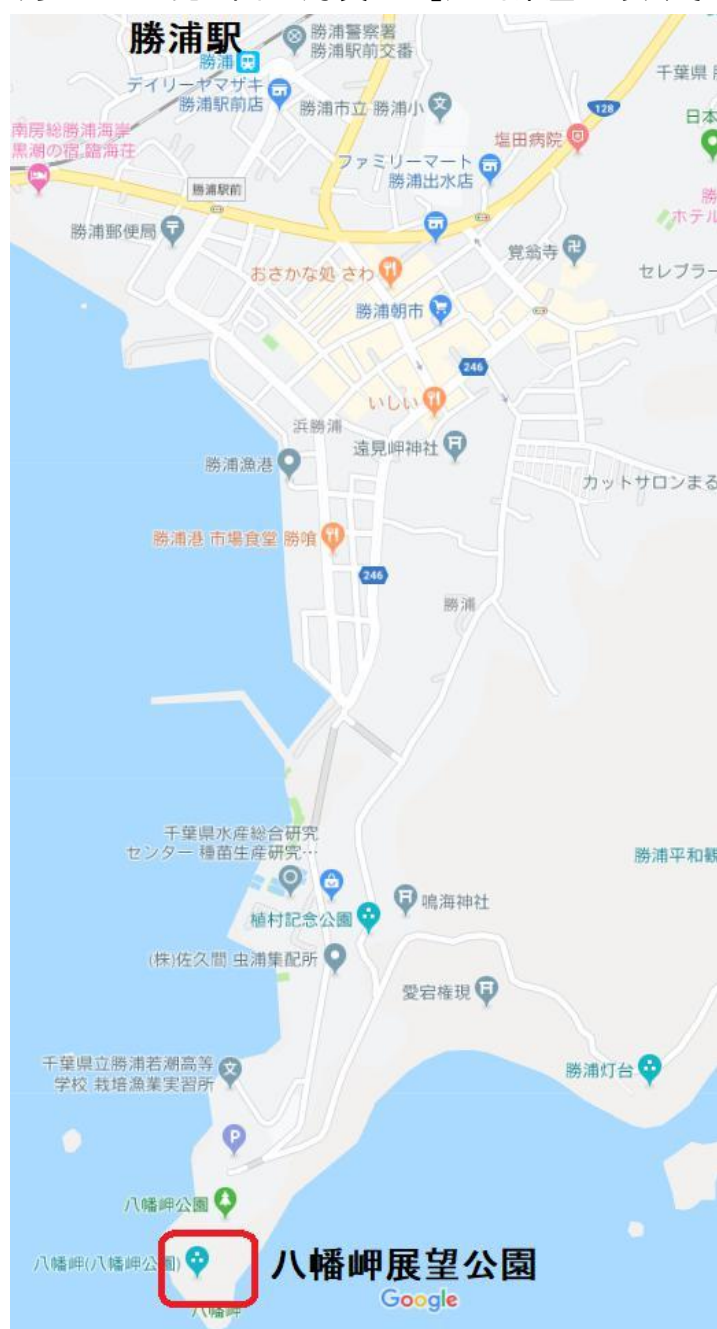 勝浦駅
勝浦警察署
勝浦駅前交番
勝浦
デイリーヤマザキ
勝浦駅前店
千葉県
勝浦市立 勝浦小
128
日本
南房総勝浦海岸
黒潮の宿 臨海荘
塩田病院
ファミリーマート
勝浦出水店
勝浦駅前
勝
ホテル
勝浦郵便局
覚翁寺
おさかな処 さわ
セレブラー
勝浦朝市
246
いしい
浜勝浦
遠見岬神社
勝浦漁港
カットサロンまる
勝浦港 市場食堂 勝喰
246
勝浦
千葉県水産総合研究
センター 種苗生産研究…
勝浦平和観
植村記念公園
鳴海神社
(株)佐久間 虫浦集配所
愛宕権現
千葉県立勝浦若潮高等
学校 栽培漁業実習所
勝浦灯台
P
八幡岬公園
八幡岬(八幡岬公園)
八幡岬展望公園
八幡岬
Google